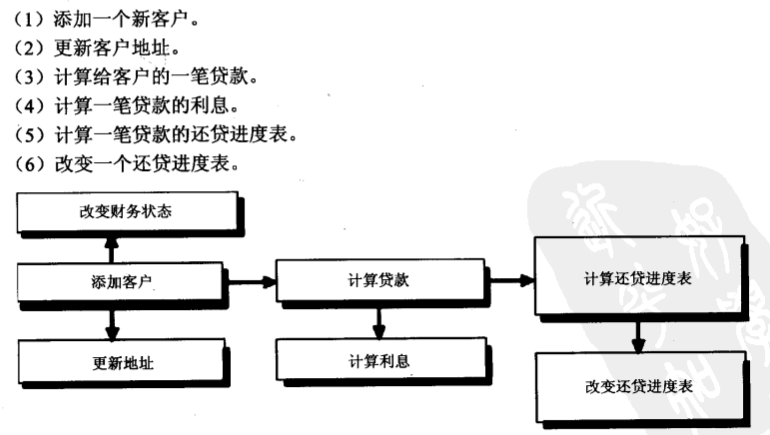 （1）添加一个新客户。
（2）更新客户地址。
（3）计算给客户的一笔贷款。
（4）计算一笔贷款的利息。
（5）计算一笔贷款的还贷进度表。
（6）改变一个还贷进度表。
改变财务状态
添加客户
计算贷款
计算还贷进度表
更新地址
计算利息
改变还贷进度表